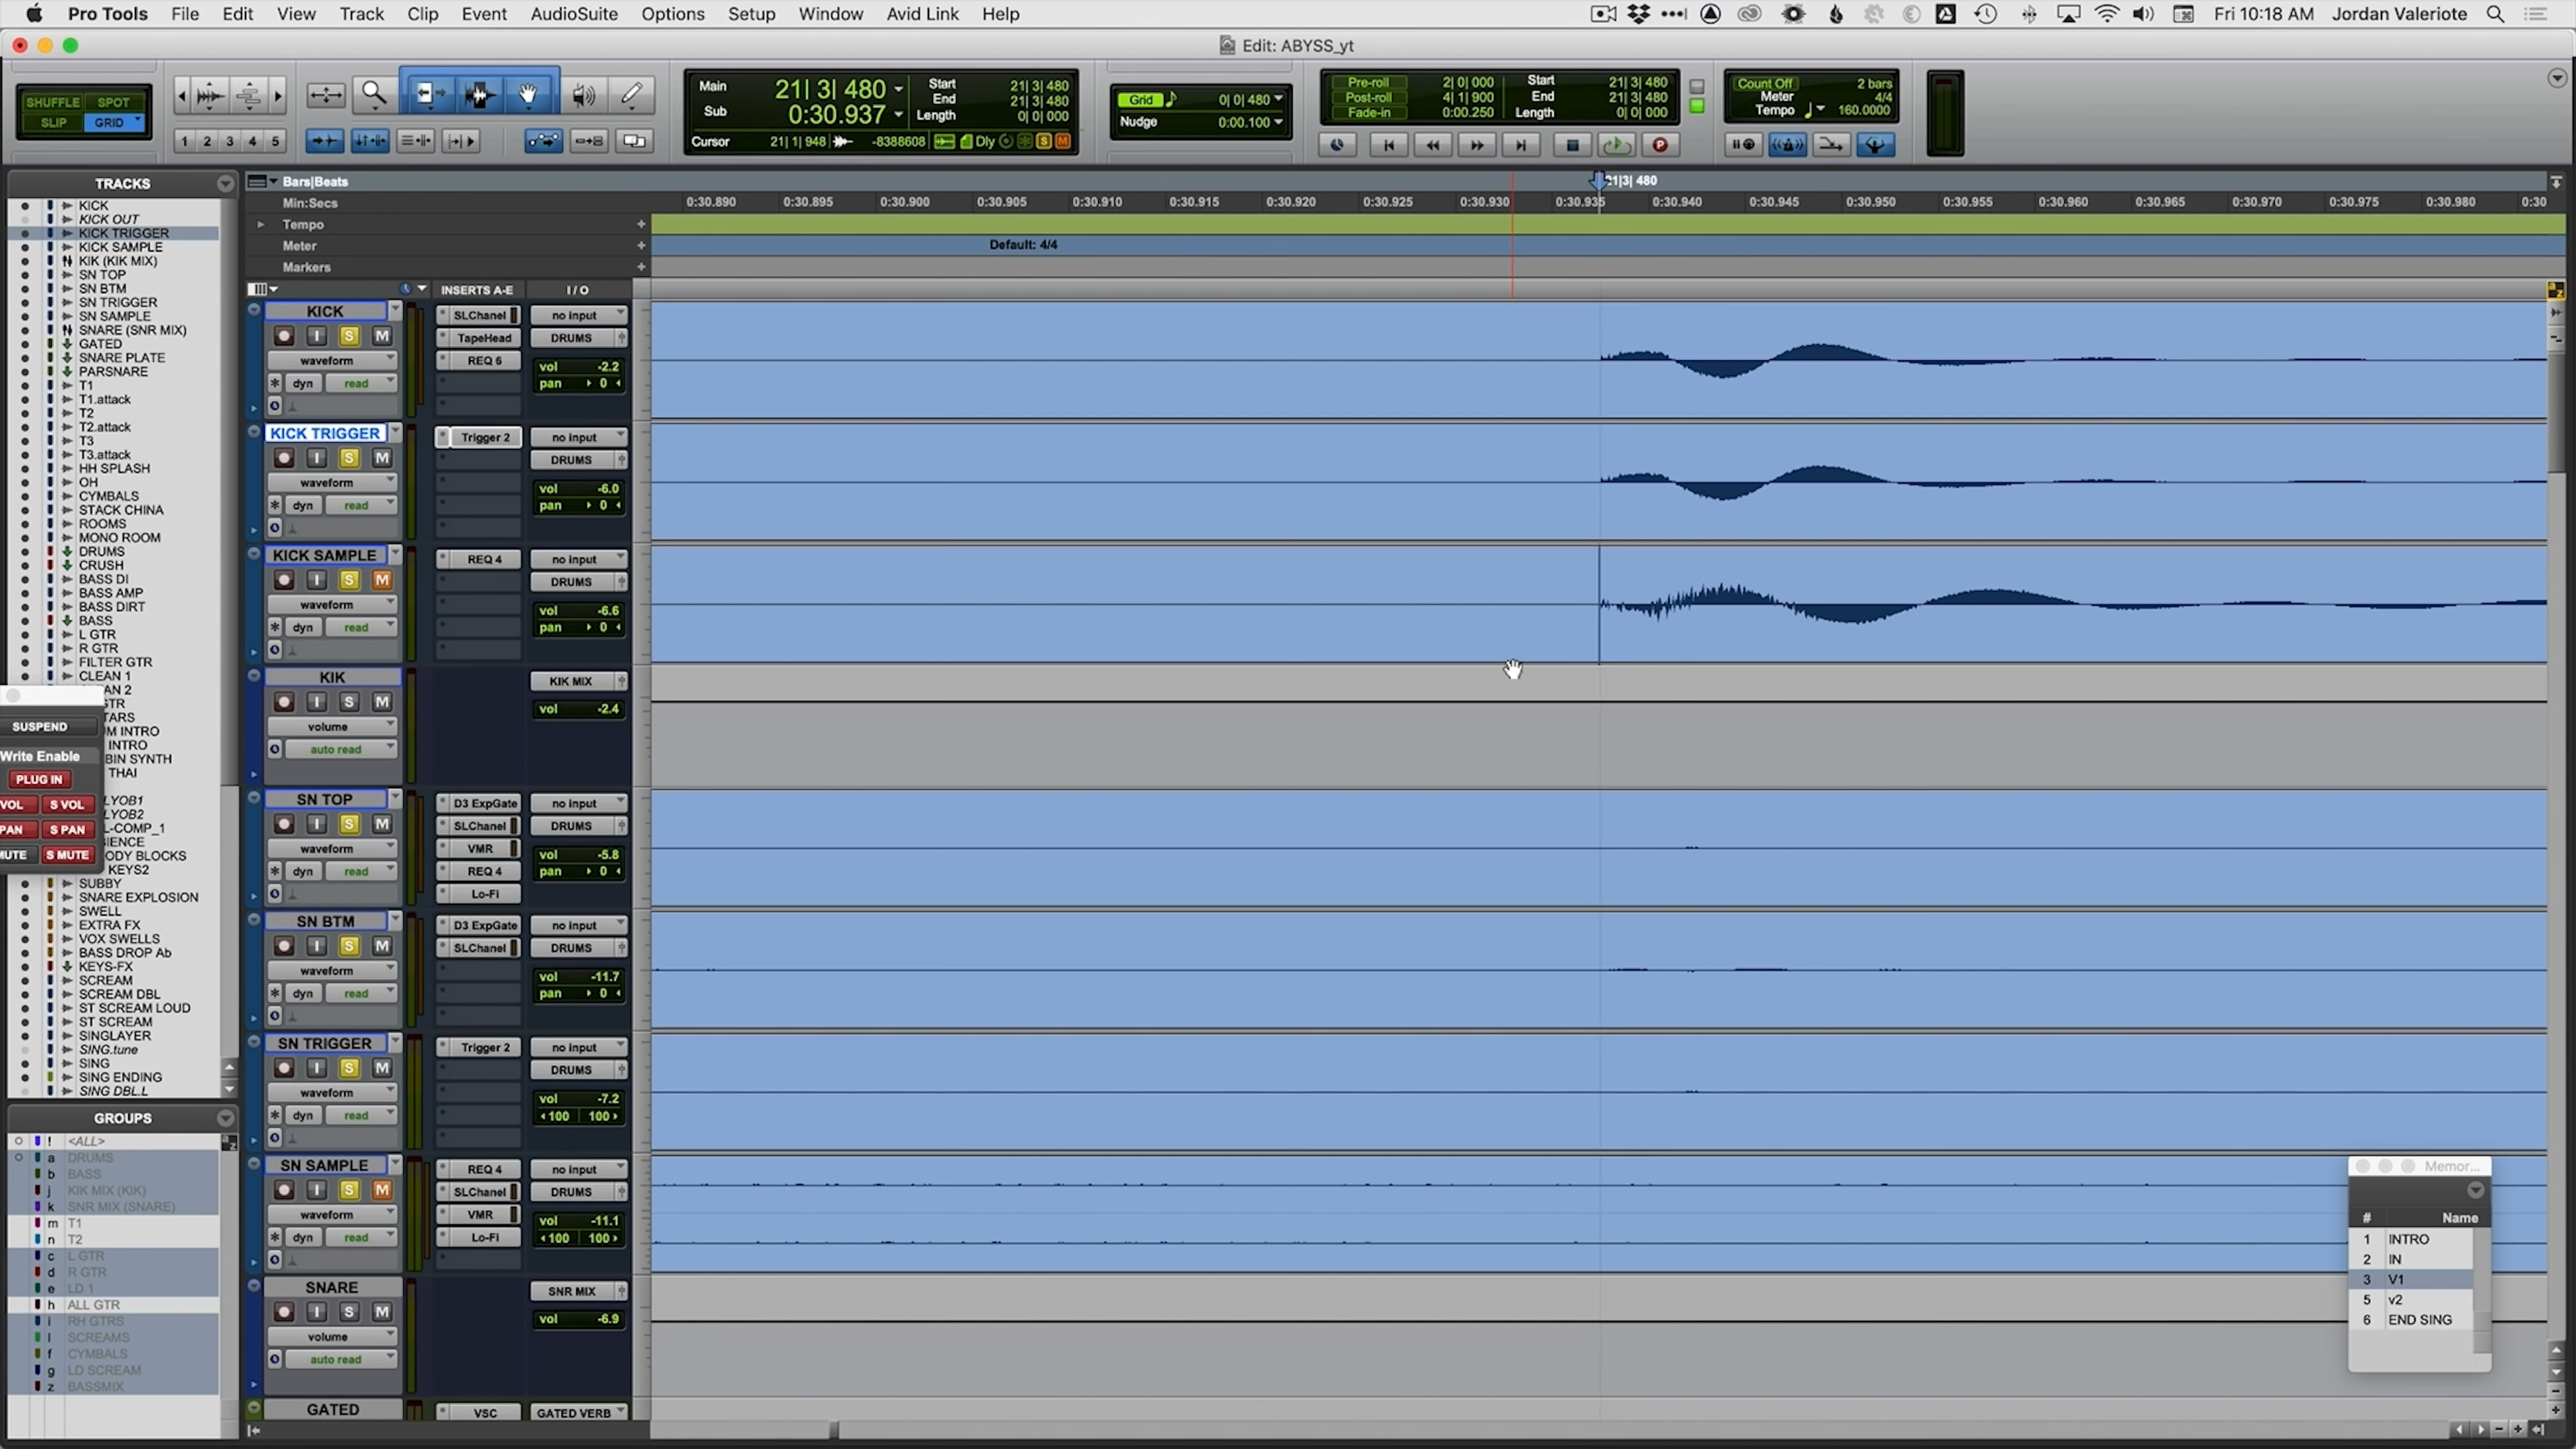 Pro Tools File Edit View Track Clip Event AudioSuite Options Setup Window Avid Link Help Fri 10:18 AM Jordan Valeriote
Edit: ABYSS_yt
SHUFFLE SPOT
SLIP GRID
1 2 3 4 5
Main 21| 3| 480
Sub 0:30.937
Start 21| 3| 480
End 21| 3| 480
Length 0| 0| 000
Cursor 21| 1| 948 -8388608 Dly S M
Grid 0| 0| 480
Nudge 0:00.100
Pre-roll 2| 0| 000
Post-roll 4| 1| 900
Fade-in 0:00.250
Start 21| 3| 480
End 21| 3| 480
Length 0| 0| 000
Count Off 2 bars
Meter 4/4
Tempo 160.0000
TRACKS
KICK
KICK OUT
KICK TRIGGER
KICK SAMPLE
KIK (KIK MIX)
SN TOP
SN BTM
SN TRIGGER
SN SAMPLE
SNARE (SNR MIX)
GATED
SNARE PLATE
PARSNARE
T1
T1.attack
T2
T2.attack
T3
T3.attack
HH SPLASH
OH
CYMBALS
STACK CHINA
ROOMS
MONO ROOM
DRUMS
CRUSH
BASS DI
BASS AMP
BASS DIRT
BASS
L GTR
R GTR
FILTER GTR
CLEAN 1
AN 2
GTR
TARS
M INTRO
INTRO
BIN SYNTH
THAI
LYOB1
LYOB2
L-COMP_1
IENCE
ODY BLOCKS
KEYS2
SUBBY
SNARE EXPLOSION
SWELL
EXTRA FX
VOX SWELLS
BASS DROP Ab
KEYS-FX
SCREAM
SCREAM DBL
ST SCREAM LOUD
ST SCREAM
SINGLAYER
SING.tune
SING
SING ENDING
SING DBL.L
SUSPEND
Write Enable
PLUG IN
VOL S VOL
PAN S PAN
MUTE S MUTE
GROUPS
! <ALL>
a DRUMS
b BASS
j KIK MIX (KIK)
k SNR MIX (SNARE)
m T1
n T2
c L GTR
d R GTR
e LD 1
h ALL GTR
i RH GTRS
l SCREAMS
f CYMBALS
g LD SCREAM
z BASSMIX
Bars|Beats 21|3| 480
Min:Secs 0:30.890 0:30.895 0:30.900 0:30.905 0:30.910 0:30.915 0:30.920 0:30.925 0:30.930 0:30.935 0:30.940 0:30.945 0:30.950 0:30.955 0:30.960 0:30.965 0:30.970 0:30.975 0:30.980 0:30
Tempo
Meter Default: 4/4
Markers
INSERTS A-E I / O
KICK SLChanel no input
I S M TapeHead DRUMS
waveform REQ 6 vol -2.2
dyn read pan 0
KICK TRIGGER Trigger 2 no input
I S M DRUMS
waveform vol -6.0
dyn read pan 0
KICK SAMPLE REQ 4 no input
I S M DRUMS
waveform vol -6.6
dyn read pan 0
KIK KIK MIX
I S M vol -2.4
volume
auto read
SN TOP D3 ExpGate no input
I S M SLChanel DRUMS
waveform VMR vol -5.8
dyn read REQ 4 pan 0
Lo-Fi
SN BTM D3 ExpGate no input
I S M SLChanel DRUMS
waveform vol -11.7
dyn read pan 0
SN TRIGGER Trigger 2 no input
I S M DRUMS
waveform vol -7.2
dyn read 100 100
SN SAMPLE REQ 4 no input
I S M SLChanel DRUMS
waveform VMR vol -11.1
dyn read Lo-Fi 100 100
SNARE SNR MIX
I S M vol -6.9
volume
auto read
GATED VSC GATED VERB
Memor...
# Name
1 INTRO
2 IN
3 V1
5 v2
6 END SING